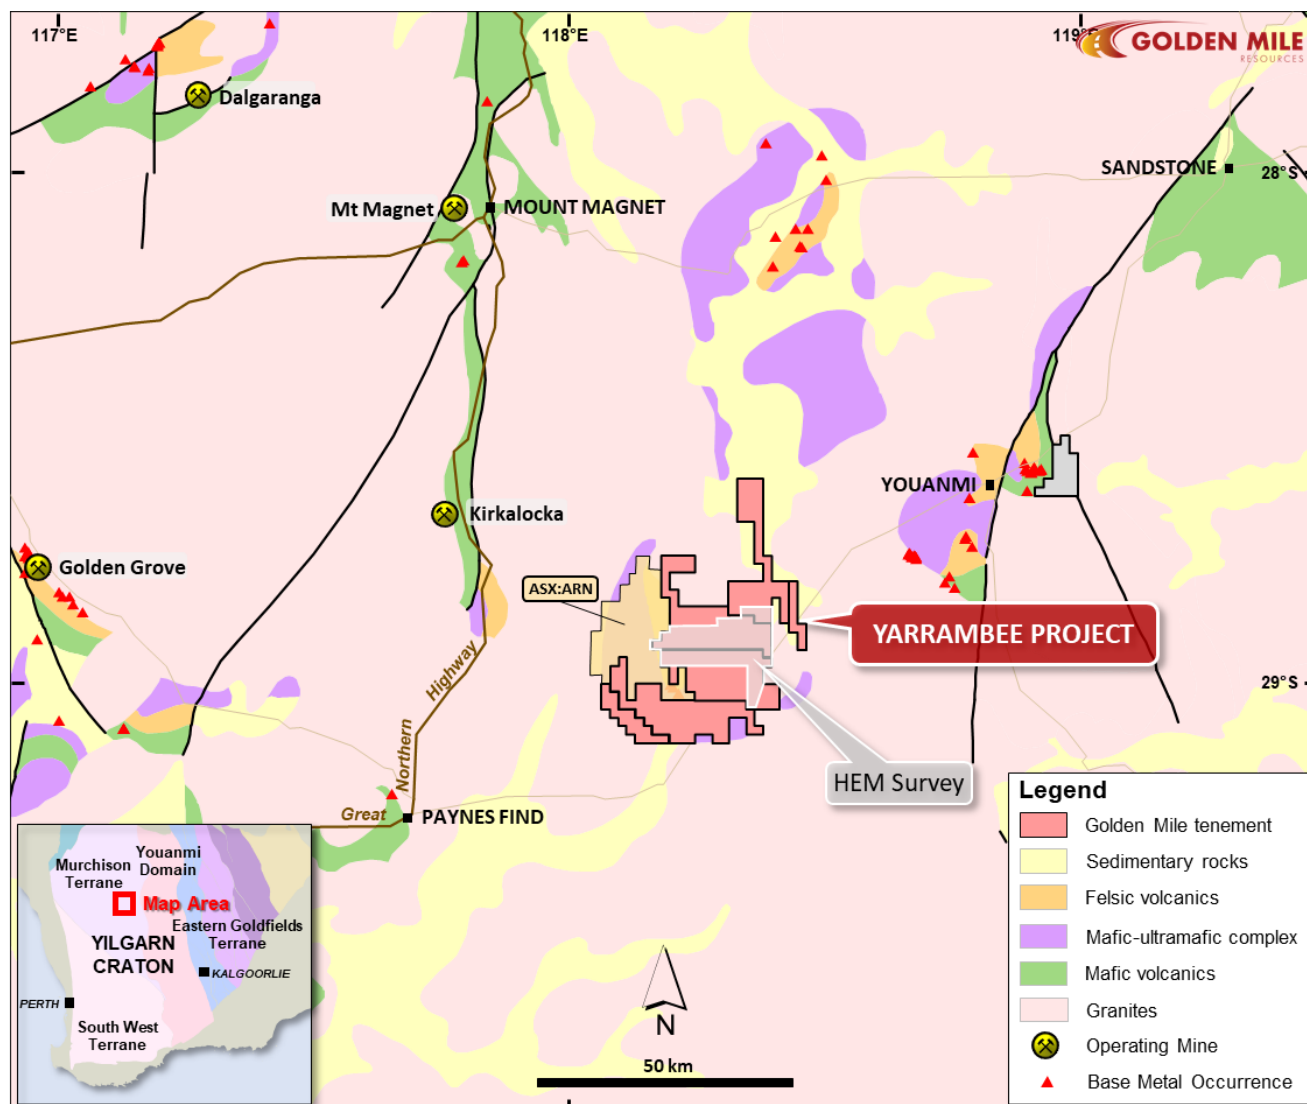 117°E
118°E
119°E
GOLDEN MILE
RESOURCES
Dalgaranga
SANDSTONE
28°S
Mt Magnet
MOUNT MAGNET
YOUANMI
Kirkalocka
Golden Grove
ASX:ARN
YARRAMBEE PROJECT
29°S
Highway
Northern
Great
HEM Survey
PAYNES FIND
Legend
Golden Mile tenement
Sedimentary rocks
Felsic volcanics
Mafic-ultramafic complex
Mafic volcanics
Granites
Operating Mine
Base Metal Occurrence
Murchison
Terrane
Youanmi
Domain
Map Area
Eastern Goldfields
Terrane
YILGARN
CRATON
KALGOORLIE
PERTH
South West
Terrane
N
50 km